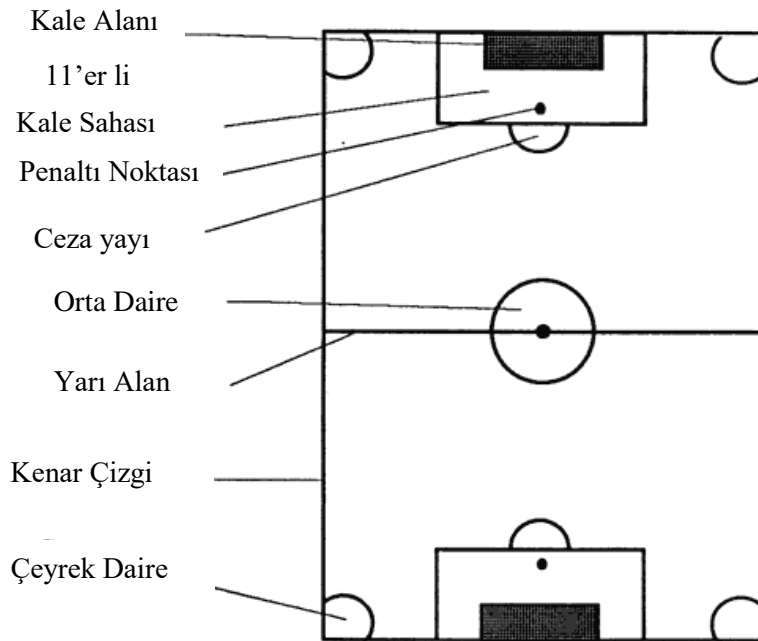 Kale Alanı
11’er li
Kale Sahası
Penaltı Noktası
Ceza yayı
Orta Daire
Yarı Alan
Kenar Çizgi
Çeyrek Daire